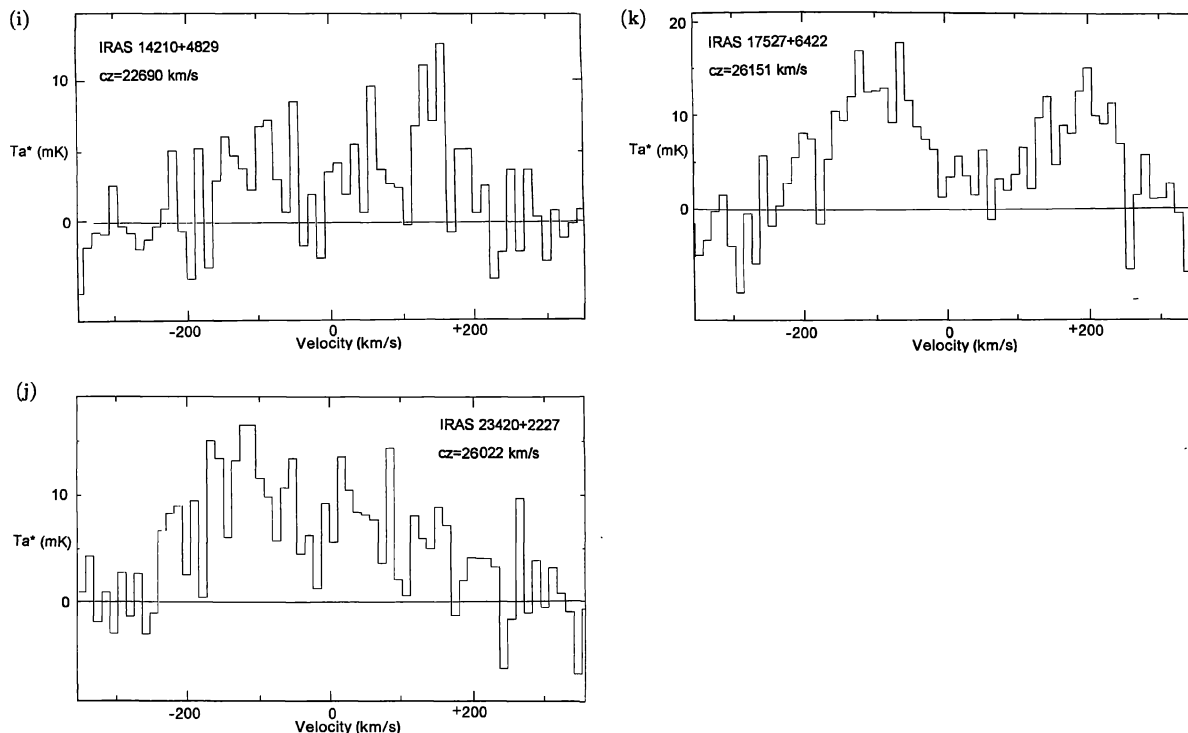 (i)
IRAS 14210+4829
cz=22690 km/s
10
Ta* (mK)
0
-200
0
+200
Velocity (km/s)
(k)
20
IRAS 17527+6422
cz=26151 km/s
10
Ta* (mK)
0
-200
0
+200
Velocity (km/s)
(j)
IRAS 23420+2227
cz=26022 km/s
10
Ta* (mK)
0
-200
0
+200
Velocity (km/s)